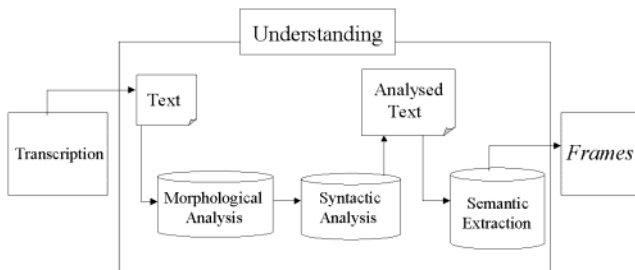 Understanding
Text
Analysed
Text
Transcription
Frames
Morphological
Analysis
Syntactic
Analysis
Semantic
Extraction